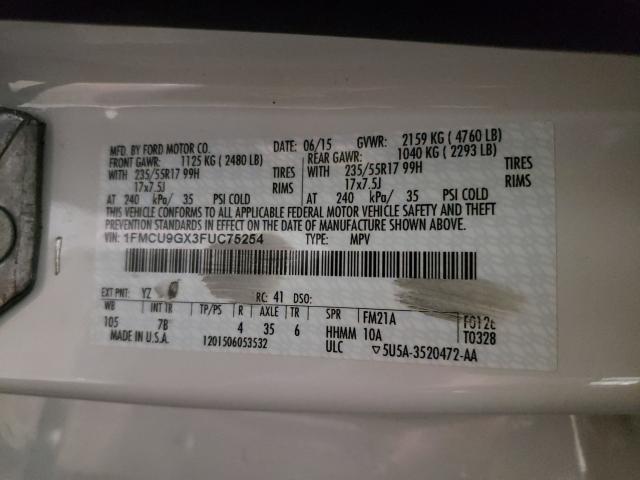 MFD. BY FORD MOTOR CO. DATE: 06/15 GVWR: 2159 KG ( 4760 LB)
FRONT GAWR: 1125 KG ( 2480 LB) REAR GAWR: 1040 KG ( 2293 LB)
WITH 235/55R17 99H TIRES WITH 235/55R17 99H TIRES
17x7.5J RIMS 17x7.5J RIMS
AT 240 kPa/ 35 PSI COLD AT 240 kPa/ 35 PSI COLD
THIS VEHICLE CONFORMS TO ALL APPLICABLE FEDERAL MOTOR VEHICLE SAFETY AND THEFT
PREVENTION STANDARDS IN EFFECT ON THE DATE OF MANUFACTURE SHOWN ABOVE.
VIN: 1FMCU9GX3FUC75254 TYPE: MPV
EXT PNT: YZ RC: 41 DSO:
WB INT TR TP/PS R AXLE TR SPR FM21A F0126
105 7B 4 35 6 HHMM 10A T0328
MADE IN U.S.A. 1201506053532 ULC ▽5U5A-3520472-AA